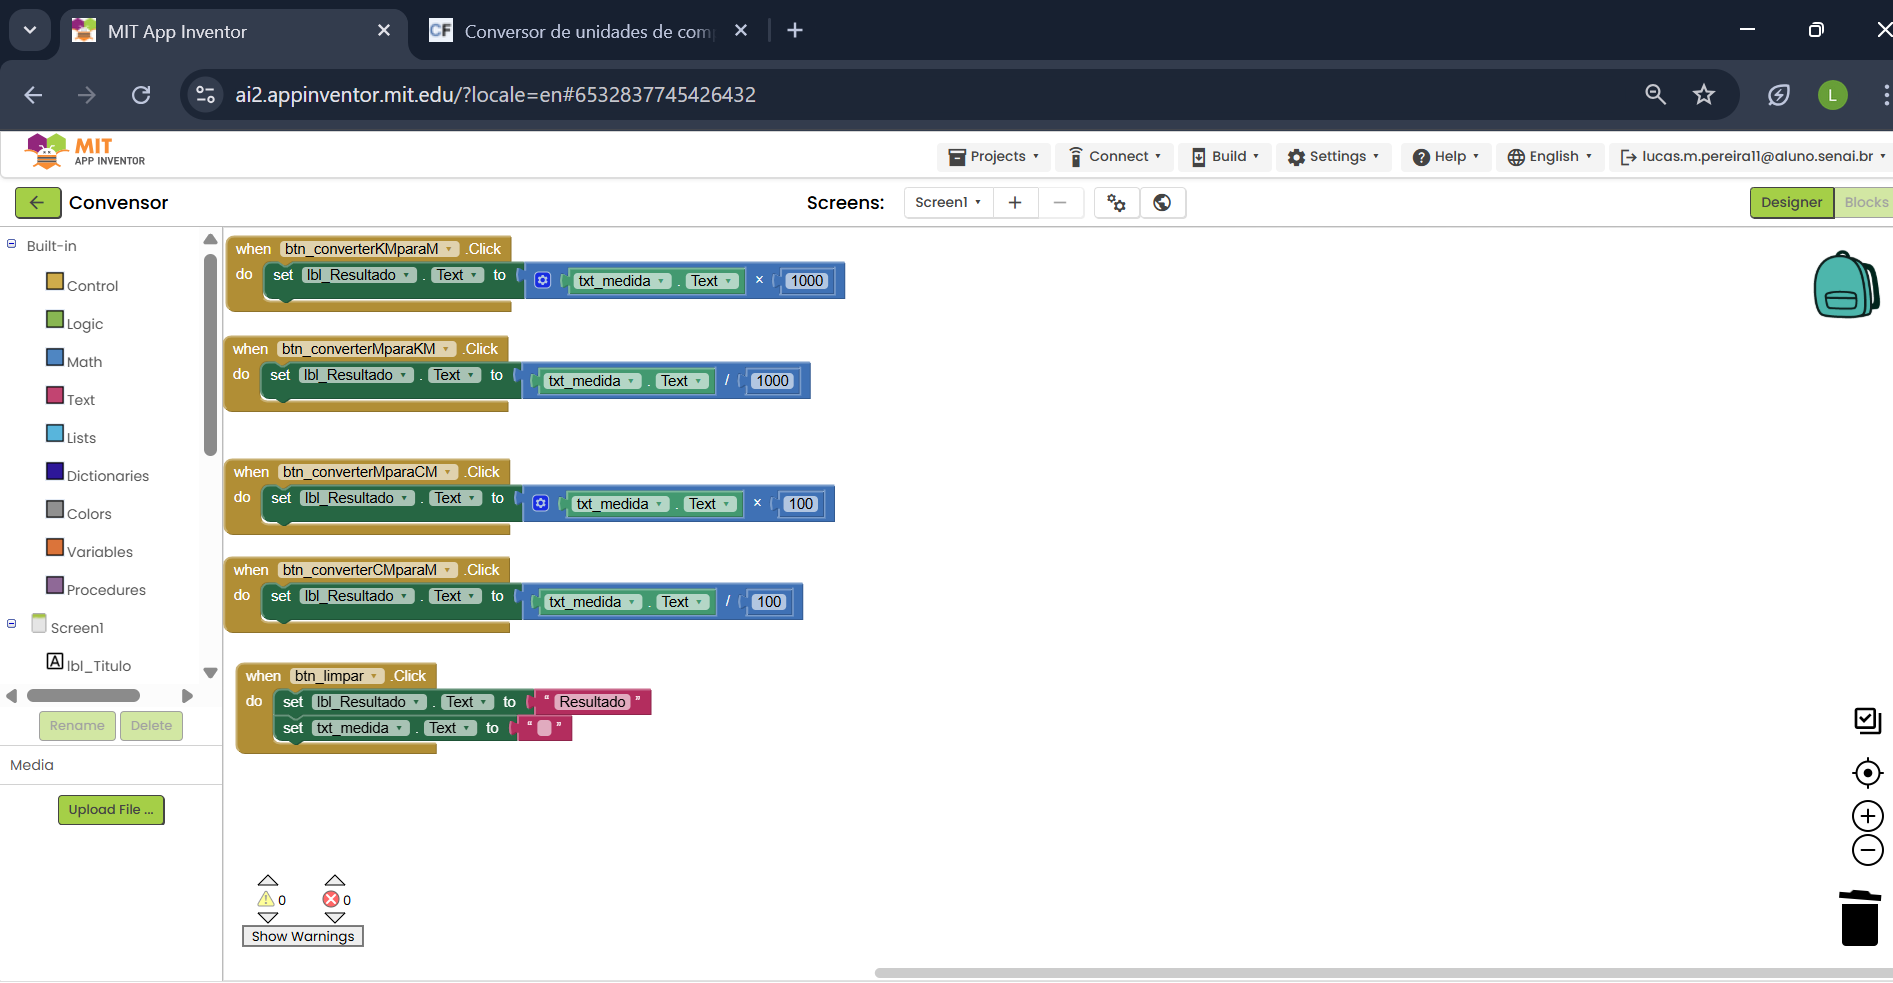 MIT App Inventor
CF Conversor de unidades de com
ai2.appinventor.mit.edu/?locale=en#6532837745426432
L
MIT
APP INVENTOR
Projects Connect Build Settings Help English lucas.m.pereira11@aluno.senai.br
Convensor
Screens: Screen1
Designer Blocks
Built-in
Control
Logic
Math
Text
Lists
Dictionaries
Colors
Variables
Procedures
Screen1
A lbl_Titulo
Rename Delete
Media
Upload File ...
when btn_converterKMparaM .Click
do set lbl_Resultado . Text to txt_medida . Text × 1000
when btn_converterMparaKM .Click
do set lbl_Resultado . Text to txt_medida . Text / 1000
when btn_converterMparaCM .Click
do set lbl_Resultado . Text to txt_medida . Text × 100
when btn_converterCMparaM .Click
do set lbl_Resultado . Text to txt_medida . Text / 100
when btn_limpar .Click
do set lbl_Resultado . Text to “ Resultado ”
set txt_medida . Text to “ ”
0 0
Show Warnings